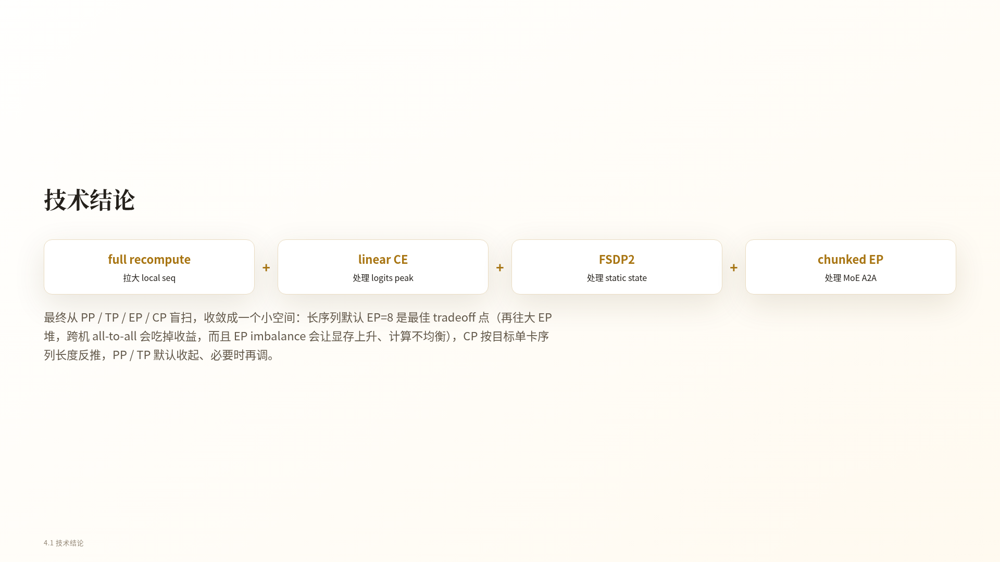 技术结论
full recompute
拉大 local seq
+
linear CE
处理 logits peak
+
FSDP2
处理 static state
+
chunked EP
处理 MoE A2A
最终从 PP / TP / EP / CP 盲扫，收敛成一个小空间：长序列默认 EP=8 是最佳 tradeoff 点（再往大 EP
堆，跨机 all-to-all 会吃掉收益，而且 EP imbalance 会让显存上升、计算不均衡），CP 按目标单卡序
列长度反推，PP / TP 默认收起、必要时再调。
4.1 技术结论